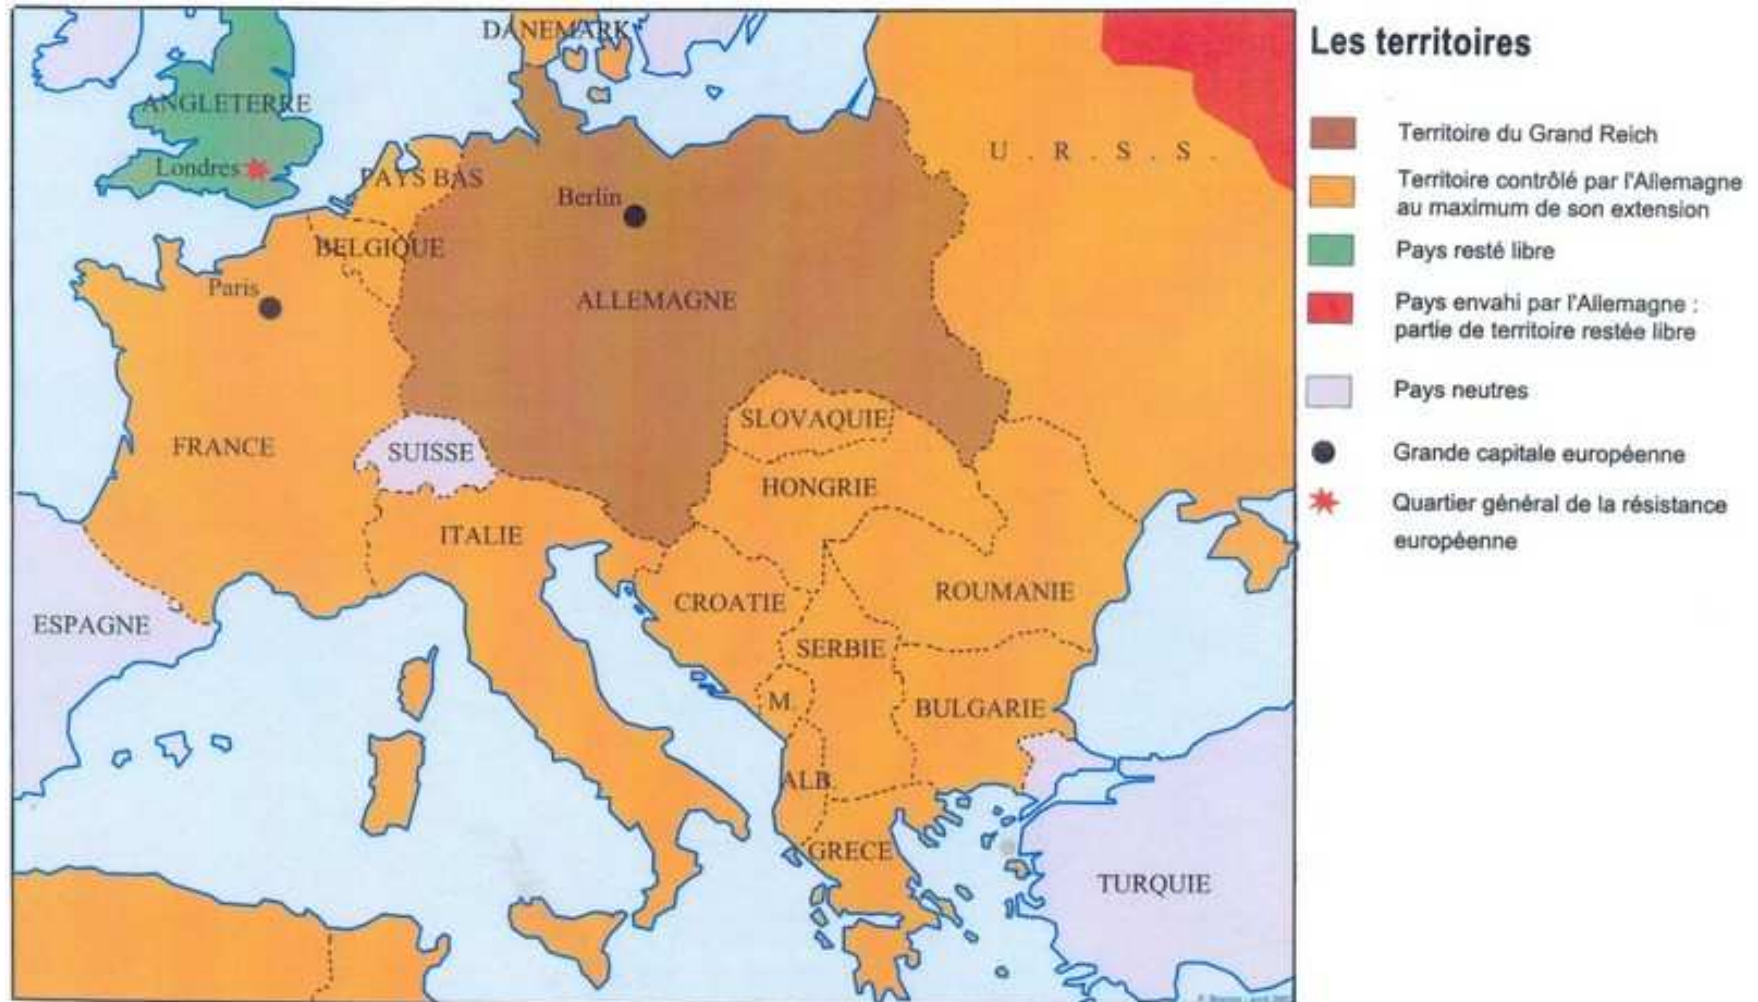 DANEMARK
ANGLETERRE
Londres
PAYS BAS
Berlin
U . R . S . S .
BELGIQUE
Paris
ALLEMAGNE
FRANCE
SUISSE
SLOVAQUIE
HONGRIE
ITALIE
ESPAGNE
CROATIE
ROUMANIE
SERBIE
M.
BULGARIE
ALB.
GRECE
TURQUIE
Les territoires
Territoire du Grand Reich
Territoire contrôlé par l'Allemagne
au maximum de son extension
Pays resté libre
Pays envahi par l'Allemagne :
partie de territoire restée libre
Pays neutres
Grande capitale européenne
Quartier général de la résistance
européenne